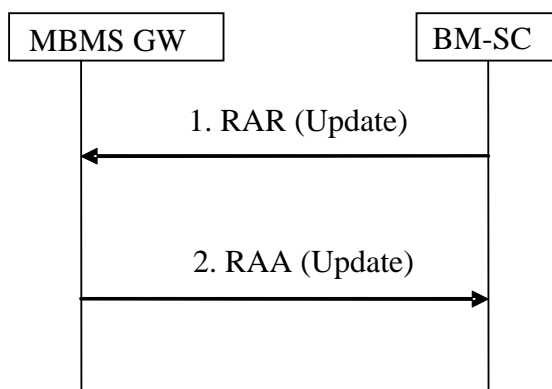 MBMS GW
BM-SC
1. RAR (Update)
2. RAA (Update)